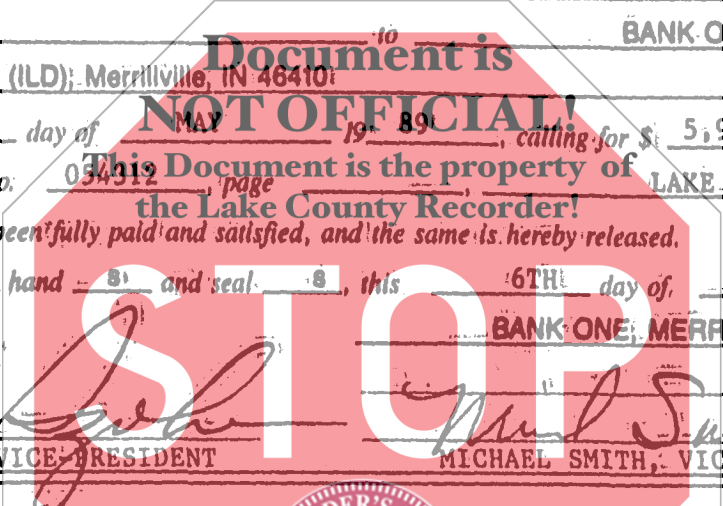 to BANK O
Document is
(ILD), Merrillville, IN 46410
NOT OFFICIAL!
day of MAY 19 89, calling for $ 5,9
This Document is the property of
034312, page LAKE
the Lake County Recorder!
een fully paid and satisfied, and the same is hereby released.
hand S and seal S, this 6TH day of
STOP
BANK ONE, MERR
VICE-PRESIDENT MICHAEL SMITH, VIC
DER'S